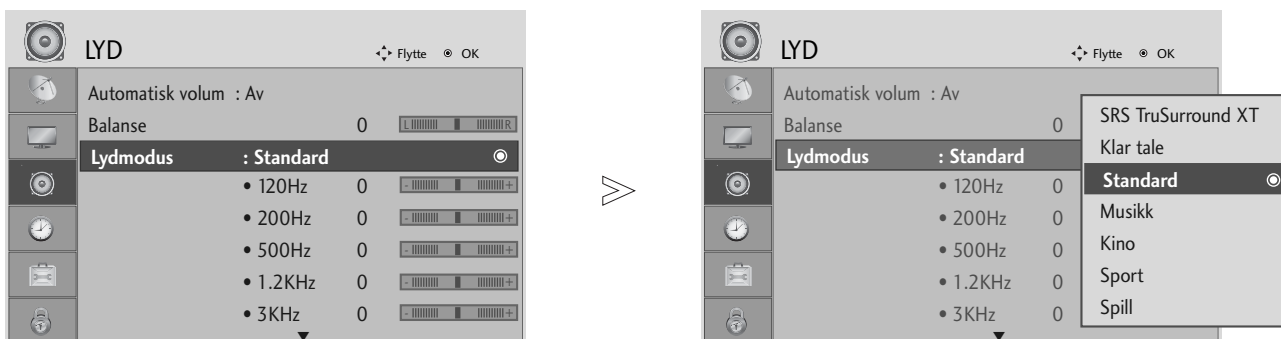 LYD Flytte OK
Automatisk volum : Av
Balanse 0 L R
Lydmodus : Standard
• 120Hz 0 - +
• 200Hz 0 - +
• 500Hz 0 - +
• 1.2KHz 0 - +
• 3KHz 0 - +
LYD Flytte OK
Automatisk volum : Av
Balanse 0
Lydmodus : Standard
• 120Hz 0
• 200Hz 0
• 500Hz 0
• 1.2KHz 0
• 3KHz 0
SRS TruSurround XT
Klar tale
Standard
Musikk
Kino
Sport
Spill